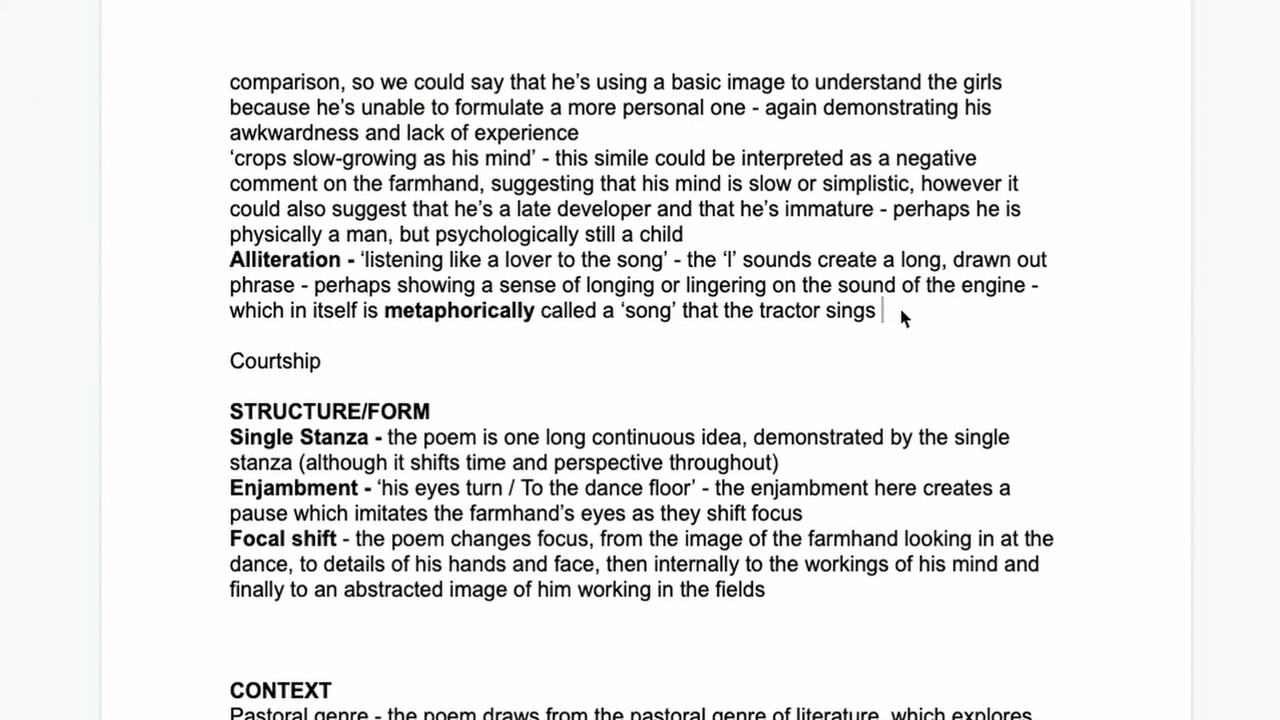 comparison, so we could say that he’s using a basic image to understand the girls
because he’s unable to formulate a more personal one - again demonstrating his
awkwardness and lack of experience
‘crops slow-growing as his mind’ - this simile could be interpreted as a negative
comment on the farmhand, suggesting that his mind is slow or simplistic, however it
could also suggest that he’s a late developer and that he’s immature - perhaps he is
physically a man, but psychologically still a child
Alliteration - ‘listening like a lover to the song’ - the ‘l’ sounds create a long, drawn out
phrase - perhaps showing a sense of longing or lingering on the sound of the engine -
which in itself is metaphorically called a ‘song’ that the tractor sings
Courtship
STRUCTURE/FORM
Single Stanza - the poem is one long continuous idea, demonstrated by the single
stanza (although it shifts time and perspective throughout)
Enjambment - ‘his eyes turn / To the dance floor’ - the enjambment here creates a
pause which imitates the farmhand’s eyes as they shift focus
Focal shift - the poem changes focus, from the image of the farmhand looking in at the
dance, to details of his hands and face, then internally to the workings of his mind and
finally to an abstracted image of him working in the fields
CONTEXT
Pastoral genre - the poem draws from the pastoral genre of literature, which explores